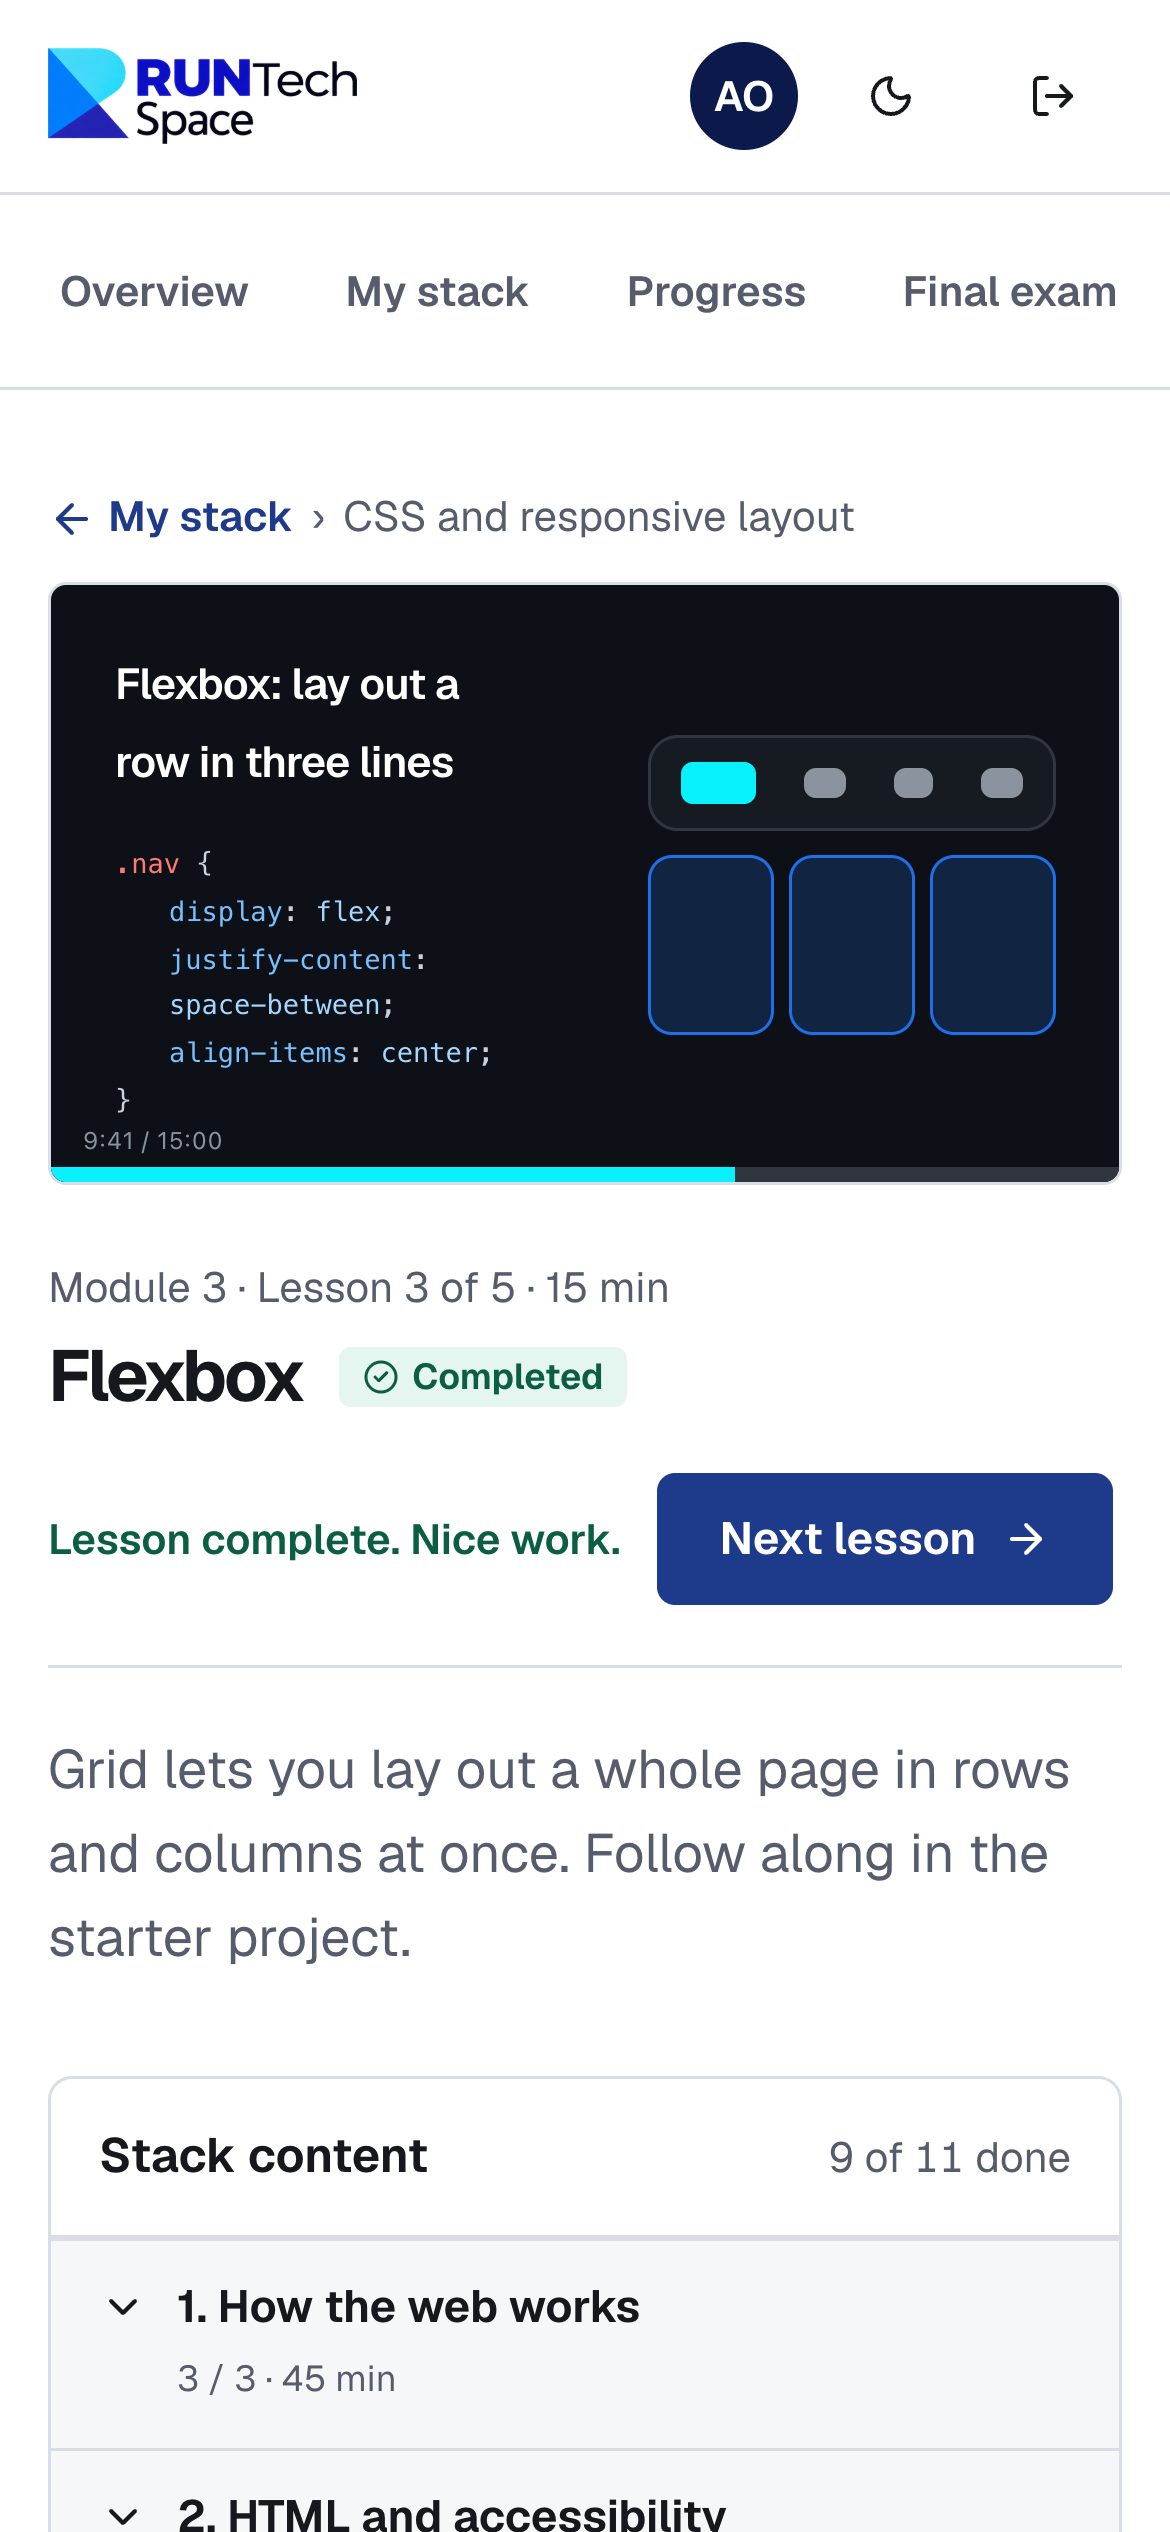 RUNTech
Space
AO
Overview
My stack
Progress
Final exam
My stack › CSS and responsive layout
Flexbox: lay out a
row in three lines
.nav {
display: flex;
justify-content:
space-between;
align-items: center;
}
9:41 / 15:00
Module 3 · Lesson 3 of 5 · 15 min
Flexbox
Completed
Lesson complete. Nice work.
Next lesson
Grid lets you lay out a whole page in rows
and columns at once. Follow along in the
starter project.
Stack content
9 of 11 done
1. How the web works
3 / 3 · 45 min
2. HTML and accessibility